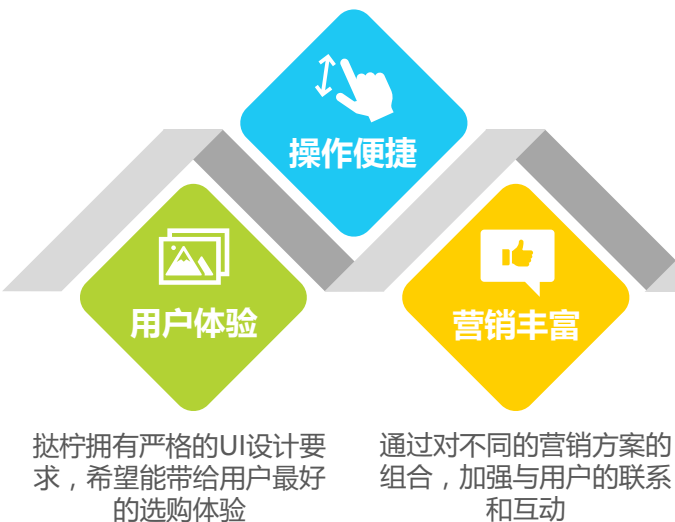 操作便捷
用户体验
营销丰富
挞柠拥有严格的UI设计要
求，希望能带给用户最好
的选购体验
通过对不同的营销方案的
组合，加强与用户的联系
和互动